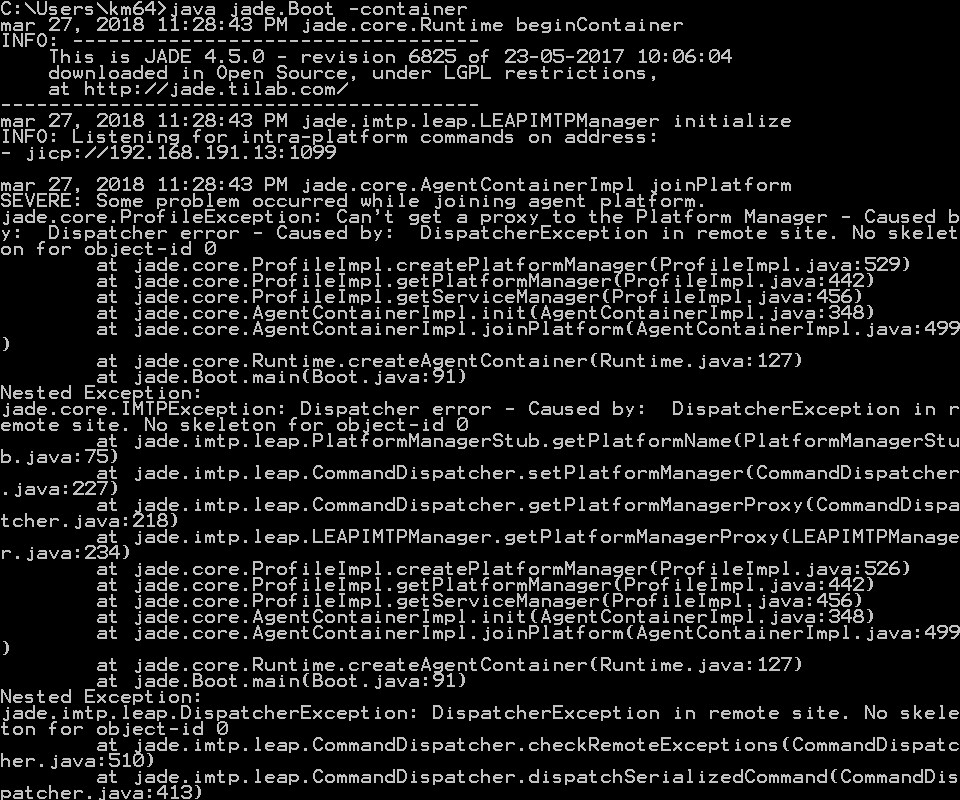 C:\Users\km64>java jade.Boot -container
mar 27, 2018 11:28:43 PM jade.core.Runtime beginContainer
INFO: ----------------------------------
    This is JADE 4.5.0 - revision 6825 of 23-05-2017 10:06:04
    downloaded in Open Source, under LGPL restrictions,
    at http://jade.tilab.com/
----------------------------------------
mar 27, 2018 11:28:43 PM jade.imtp.leap.LEAPIMTPManager initialize
INFO: Listening for intra-platform commands on address:
- jicp://192.168.191.13:1099
mar 27, 2018 11:28:43 PM jade.core.AgentContainerImpl joinPlatform
SEVERE: Some problem occurred while joining agent platform.
jade.core.ProfileException: Can't get a proxy to the Platform Manager - Caused b
y:  Dispatcher error - Caused by:  DispatcherException in remote site. No skelet
on for object-id 0
        at jade.core.ProfileImpl.createPlatformManager(ProfileImpl.java:529)
        at jade.core.ProfileImpl.getPlatformManager(ProfileImpl.java:442)
        at jade.core.ProfileImpl.getServiceManager(ProfileImpl.java:456)
        at jade.core.AgentContainerImpl.init(AgentContainerImpl.java:348)
        at jade.core.AgentContainerImpl.joinPlatform(AgentContainerImpl.java:499
)
        at jade.core.Runtime.createAgentContainer(Runtime.java:127)
        at jade.Boot.main(Boot.java:91)
Nested Exception:
jade.core.IMTPException: Dispatcher error - Caused by:  DispatcherException in r
emote site. No skeleton for object-id 0
        at jade.imtp.leap.PlatformManagerStub.getPlatformName(PlatformManagerStu
b.java:75)
        at jade.imtp.leap.CommandDispatcher.setPlatformManager(CommandDispatcher
.java:227)
        at jade.imtp.leap.CommandDispatcher.getPlatformManagerProxy(CommandDispa
tcher.java:218)
        at jade.imtp.leap.LEAPIMTPManager.getPlatformManagerProxy(LEAPIMTPManage
r.java:234)
        at jade.core.ProfileImpl.createPlatformManager(ProfileImpl.java:526)
        at jade.core.ProfileImpl.getPlatformManager(ProfileImpl.java:442)
        at jade.core.ProfileImpl.getServiceManager(ProfileImpl.java:456)
        at jade.core.AgentContainerImpl.init(AgentContainerImpl.java:348)
        at jade.core.AgentContainerImpl.joinPlatform(AgentContainerImpl.java:499
)
        at jade.core.Runtime.createAgentContainer(Runtime.java:127)
        at jade.Boot.main(Boot.java:91)
Nested Exception:
jade.imtp.leap.DispatcherException: DispatcherException in remote site. No skele
ton for object-id 0
        at jade.imtp.leap.CommandDispatcher.checkRemoteExceptions(CommandDispatc
her.java:510)
        at jade.imtp.leap.CommandDispatcher.dispatchSerializedCommand(CommandDis
patcher.java:413)